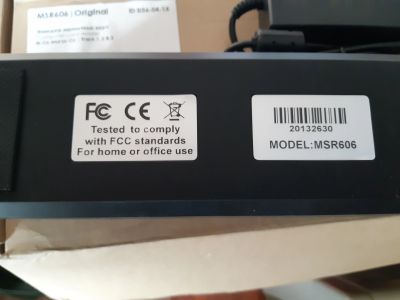 MSR606 | Original
FC CE
Tested to comply
with FCC standards
For home or office use
20132630
MODEL:MSR606